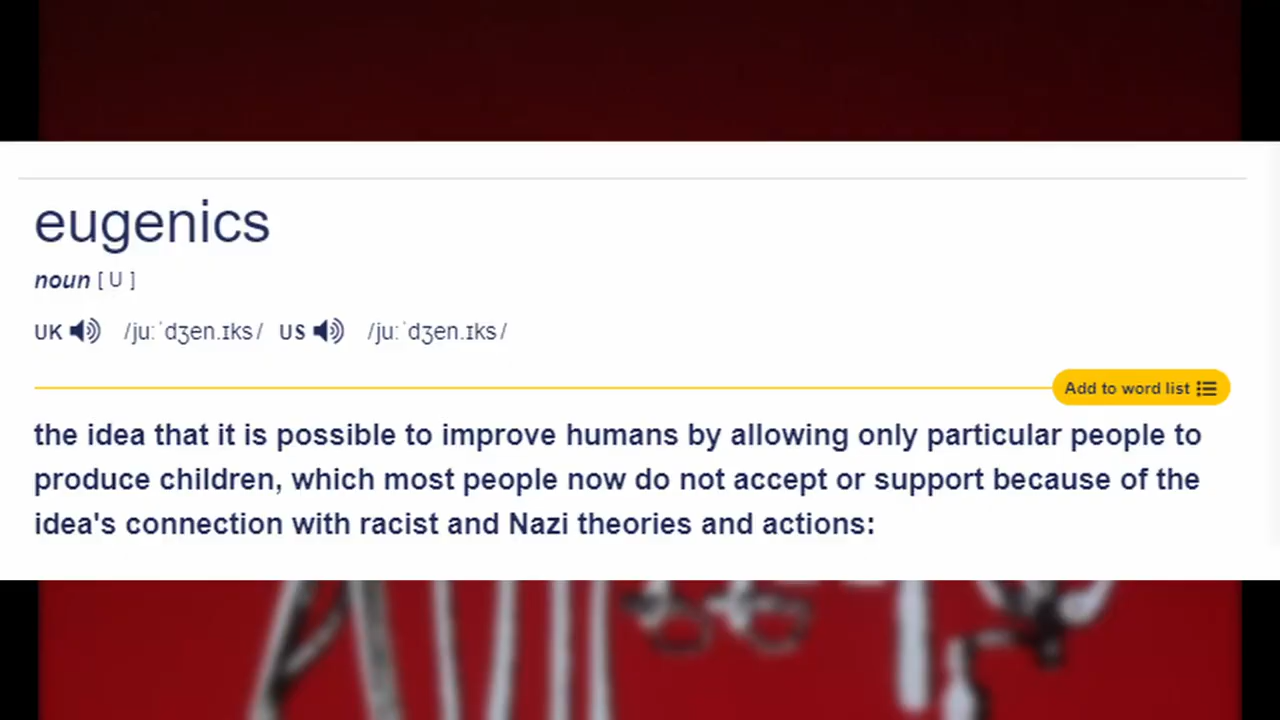 eugenics
noun [ U ]
UK /juːˈdʒen.ɪks/ US /juːˈdʒen.ɪks/
Add to word list
the idea that it is possible to improve humans by allowing only particular people to
produce children, which most people now do not accept or support because of the
idea's connection with racist and Nazi theories and actions: